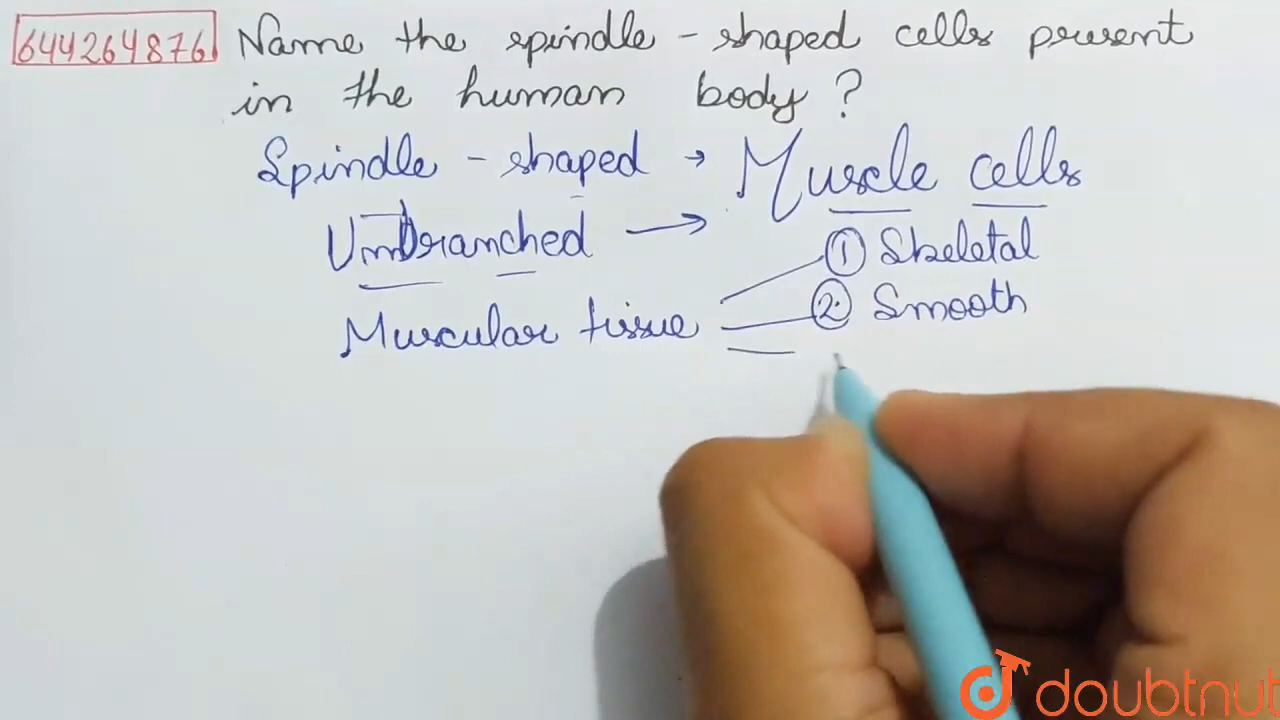 644264876 Name the spindle-shaped cells present
in the human body?
Spindle-shaped → Muscle cells
Unbranched →
① Skeletal
Muscular tissue ② Smooth
doubtnut